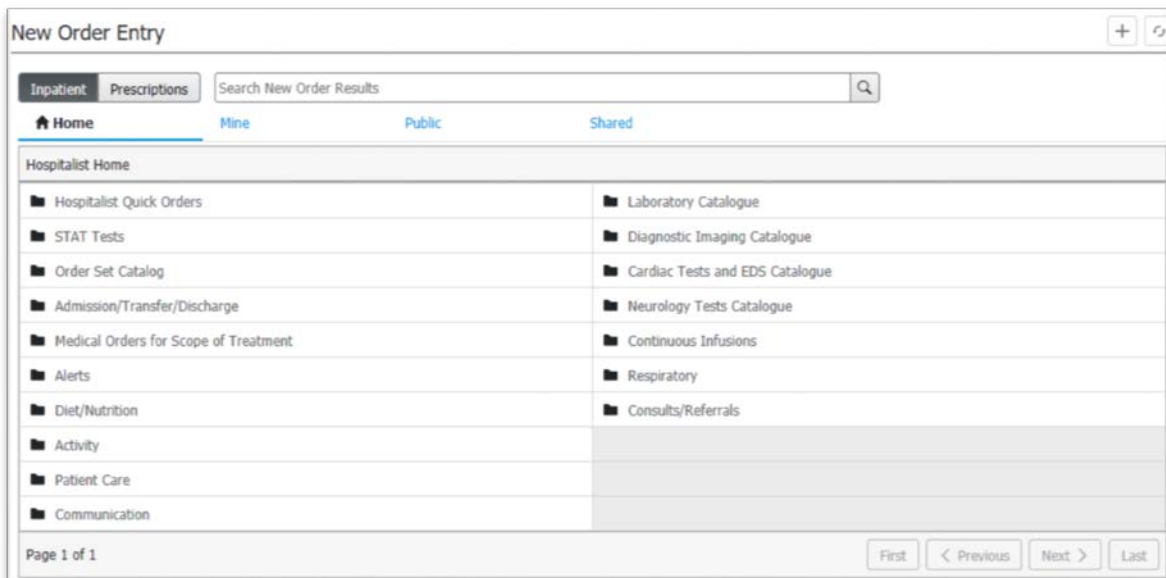 New Order Entry
Inpatient Prescriptions Search New Order Results
Home Mine Public Shared
Hospitalist Home
Hospitalist Quick Orders Laboratory Catalogue
STAT Tests Diagnostic Imaging Catalogue
Order Set Catalog Cardiac Tests and EDS Catalogue
Admission/Transfer/Discharge Neurology Tests Catalogue
Medical Orders for Scope of Treatment Continuous Infusions
Alerts Respiratory
Diet/Nutrition Consults/Referrals
Activity
Patient Care
Communication
Page 1 of 1 First < Previous Next > Last